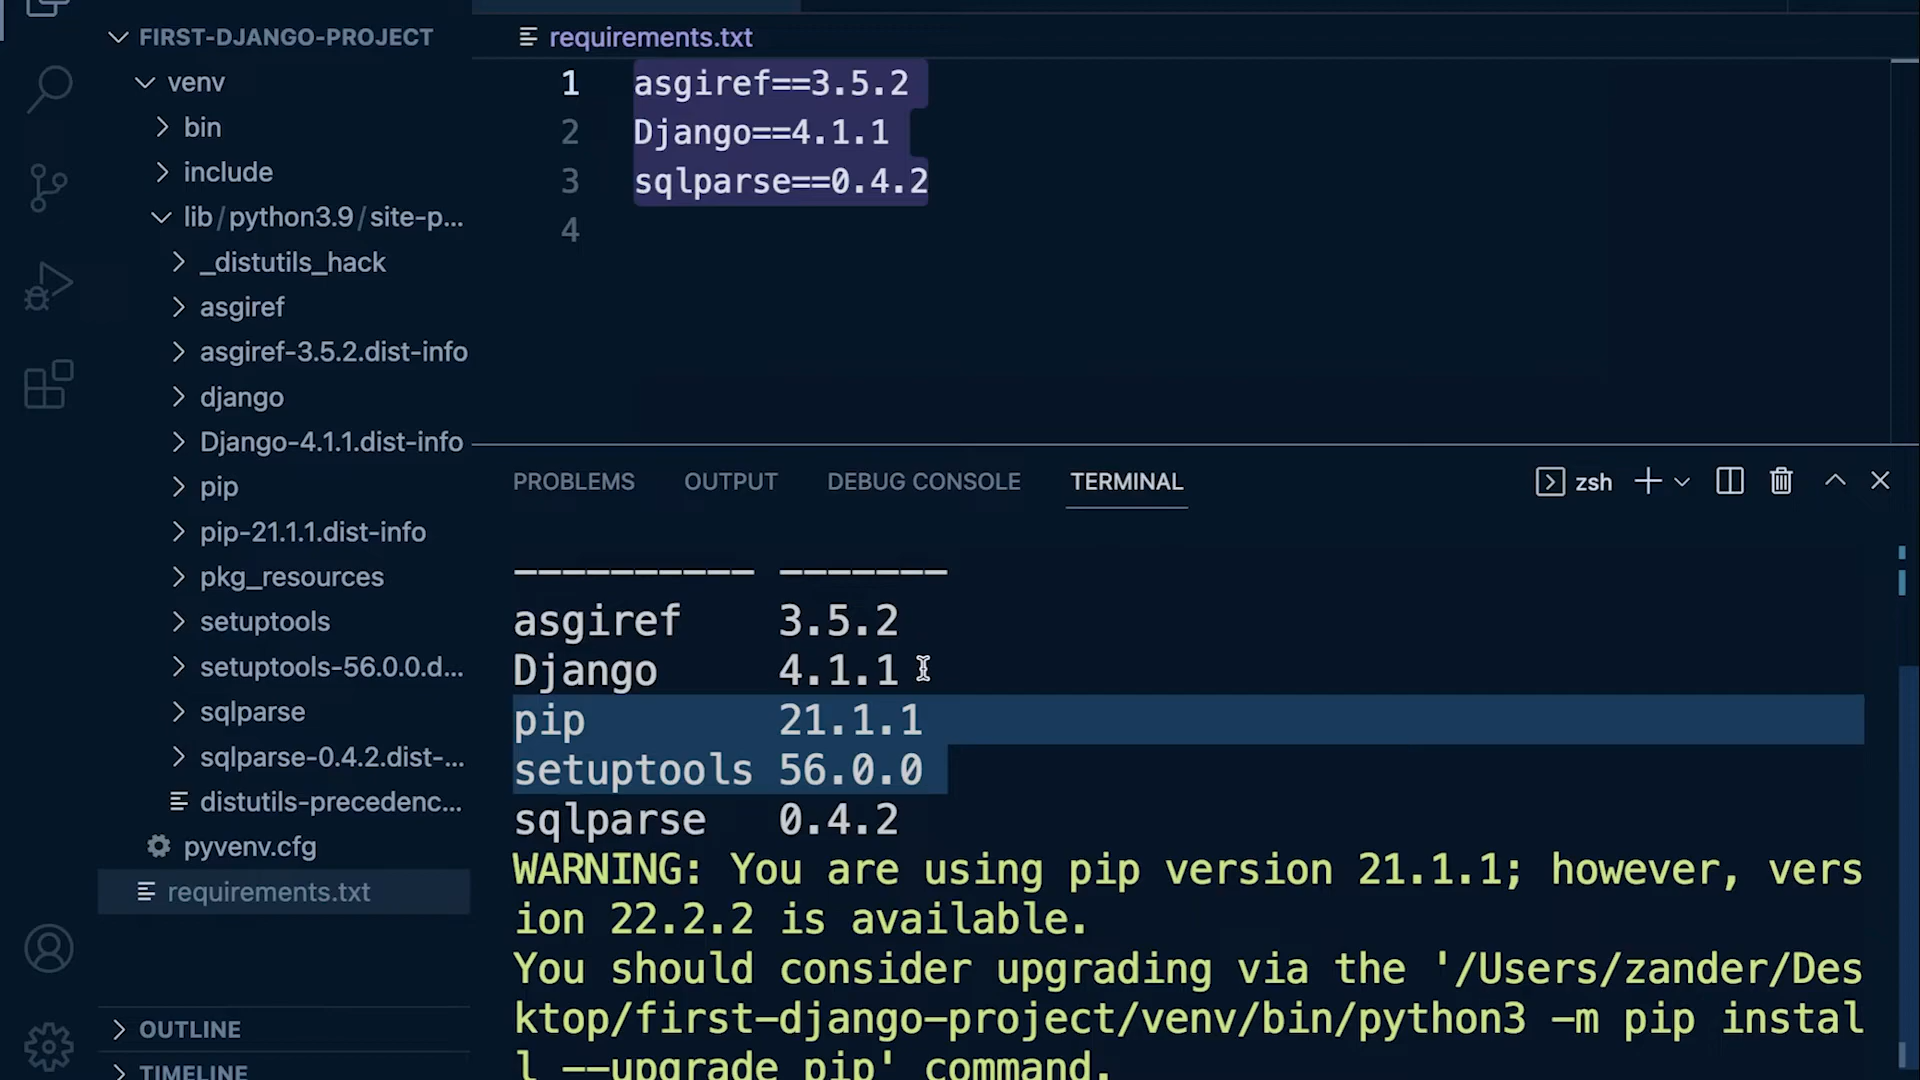 FIRST-DJANGO-PROJECT
venv
bin
include
lib/python3.9/site-p...
_distutils_hack
asgiref
asgiref-3.5.2.dist-info
django
Django-4.1.1.dist-info
pip
pip-21.1.1.dist-info
pkg_resources
setuptools
setuptools-56.0.0.d...
sqlparse
sqlparse-0.4.2.dist-...
distutils-precedenc...
pyvenv.cfg
requirements.txt
OUTLINE
TIMELINE
requirements.txt
1 asgiref==3.5.2
2 Django==4.1.1
3 sqlparse==0.4.2
4
PROBLEMS OUTPUT DEBUG CONSOLE TERMINAL zsh
---------- -------
asgiref 3.5.2
Django 4.1.1
pip 21.1.1
setuptools 56.0.0
sqlparse 0.4.2
WARNING: You are using pip version 21.1.1; however, vers
ion 22.2.2 is available.
You should consider upgrading via the '/Users/zander/Des
ktop/first-django-project/venv/bin/python3 -m pip instal
l --upgrade pip' command.